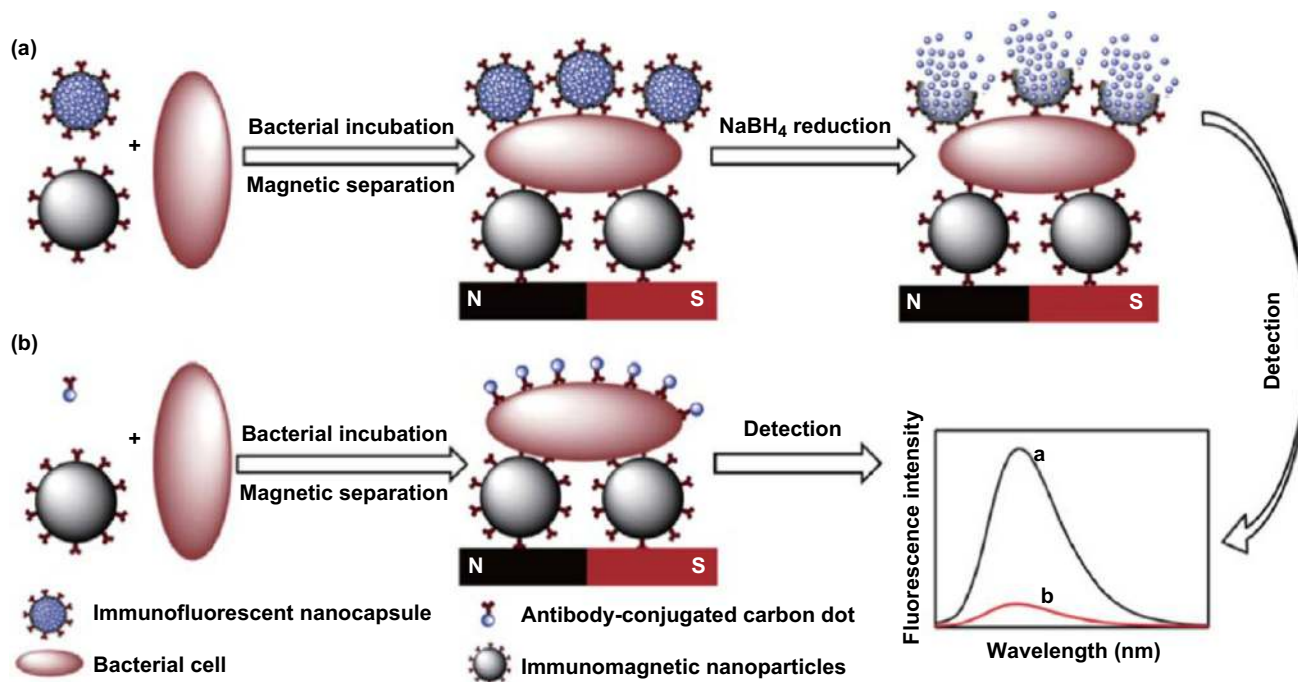 (a)
+
Bacterial incubation
Magnetic separation
NaBH₄ reduction
N S
N S
Detection
(b)
+
Bacterial incubation
Magnetic separation
Detection
N S
Fluorescence intensity
a
b
Wavelength (nm)
Immunofluorescent nanocapsule
Antibody-conjugated carbon dot
Bacterial cell
Immunomagnetic nanoparticles